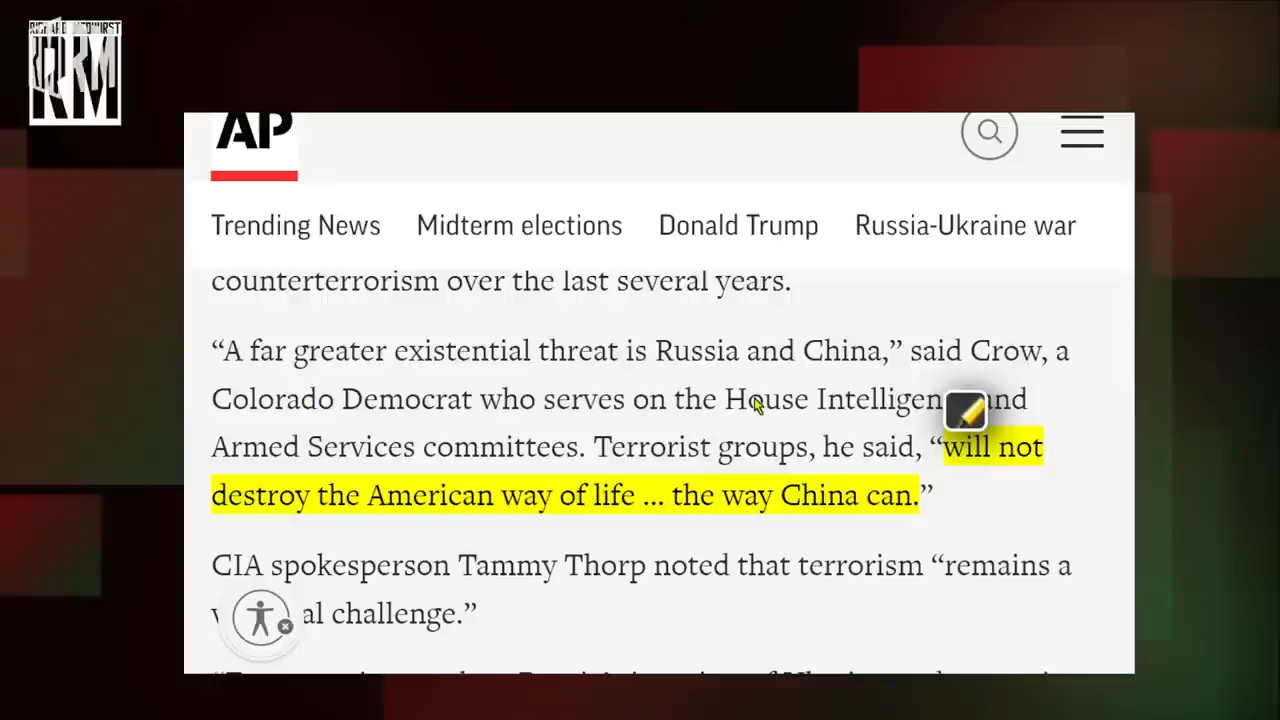 RM
AP
Trending News Midterm elections Donald Trump Russia-Ukraine war
counterterrorism over the last several years.
“A far greater existential threat is Russia and China,” said Crow, a
Colorado Democrat who serves on the House and
Armed Services committees. Terrorist groups, he said, “will not
destroy the American way of life ... the way China can.”
CIA spokesperson Tammy Thorp noted that terrorism “remains a
challenge.”